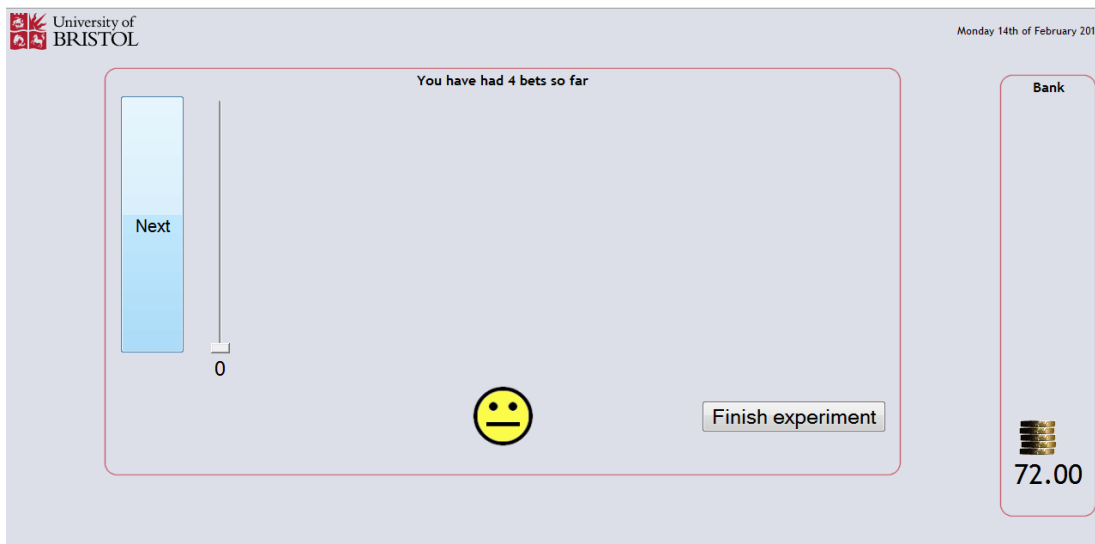 University of
BRISTOL
Monday 14th of February 201
You have had 4 bets so far
Bank
Next
0
Finish experiment
72.00